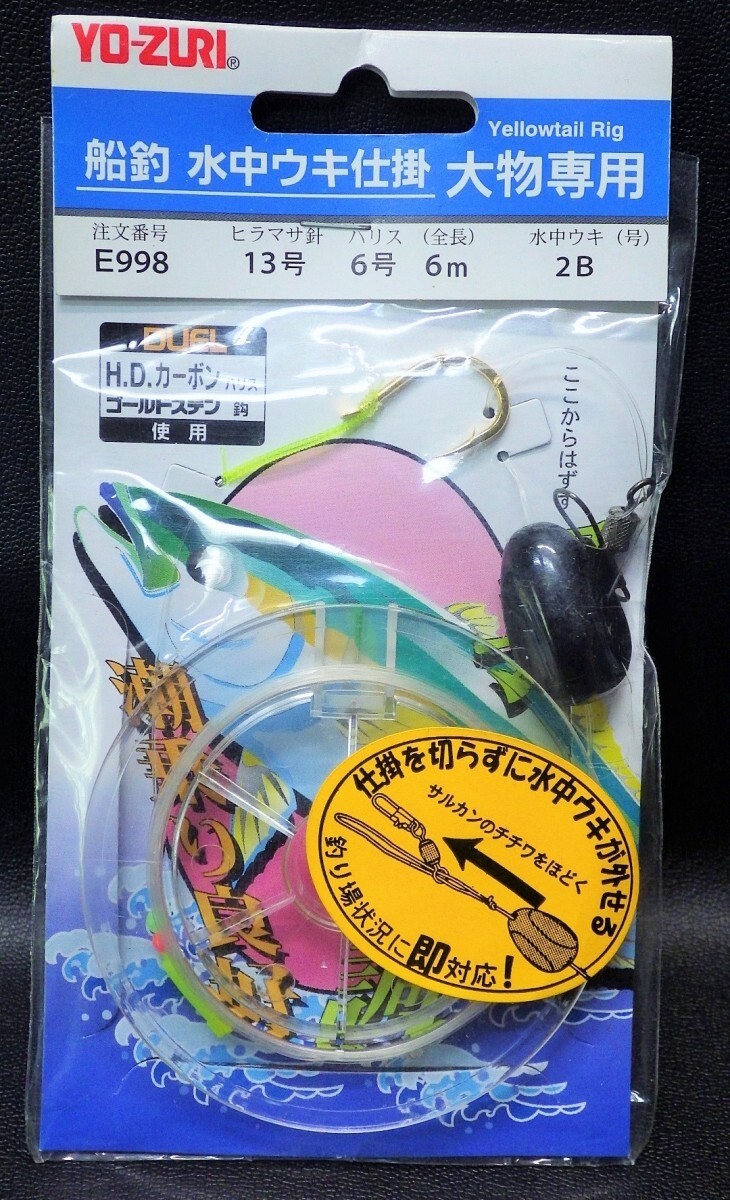 YO-ZURI®
Yellowtail Rig
船釣 水中ウキ仕掛 大物専用
注文番号 ヒラマサ針 ハリス (全長) 水中ウキ (号)
E998 13号 6号 6m 2B
DUEL
H.D.カーボン ハリス
ゴールドステン 鈎
使用
ここからはずす
仕掛を切らずに水中ウキが外せる
サルカンのチチワをほどく
釣り場状況に即対応!